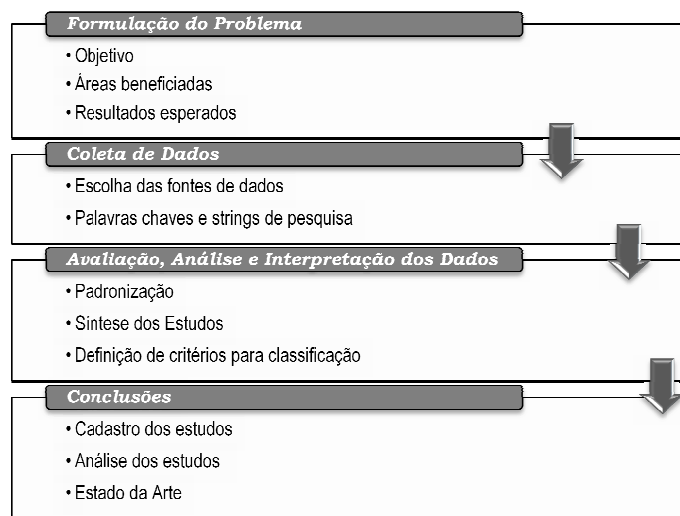 Formulação do Problema
• Objetivo
• Áreas beneficiadas
• Resultados esperados
Coleta de Dados
• Escolha das fontes de dados
• Palavras chaves e strings de pesquisa
Avaliação, Análise e Interpretação dos Dados
• Padronização
• Síntese dos Estudos
• Definição de critérios para classificação
Conclusões
• Cadastro dos estudos
• Análise dos estudos
• Estado da Arte